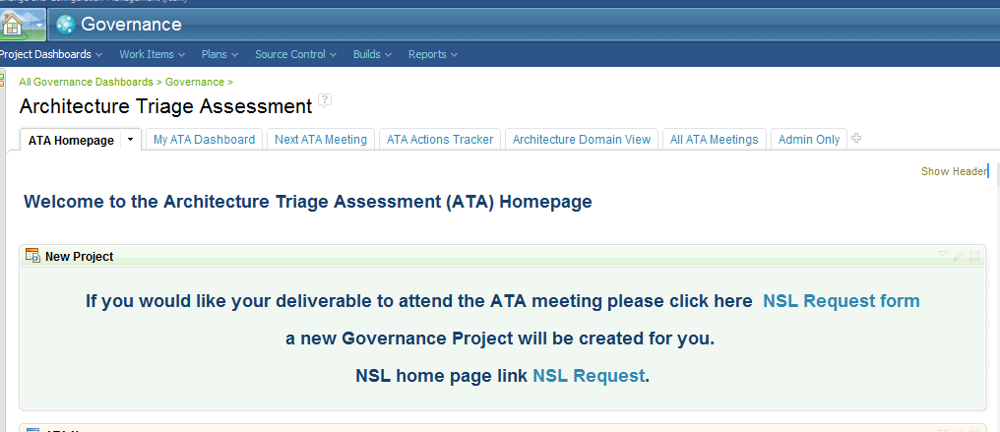 Governance
Project Dashboards Work Items Plans Source Control Builds Reports
All Governance Dashboards > Governance >
Architecture Triage Assessment ?
ATA Homepage My ATA Dashboard Next ATA Meeting ATA Actions Tracker Architecture Domain View All ATA Meetings Admin Only
Show Header
Welcome to the Architecture Triage Assessment (ATA) Homepage
New Project
If you would like your deliverable to attend the ATA meeting please click here NSL Request form
a new Governance Project will be created for you.
NSL home page link NSL Request.